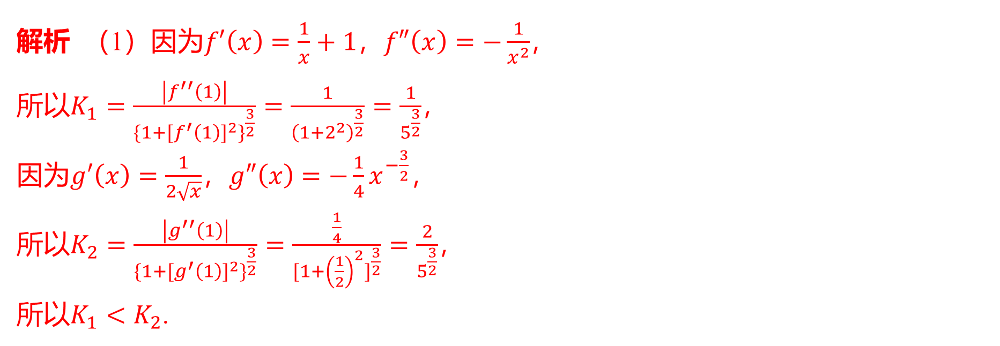 解析 （1）因为$f'(x)=\frac{1}{x}+1$，$f''(x)=-\frac{1}{x^2}$，
所以$K_1=\frac{|f''(1)|}{\{1+[f'(1)]^2\}^{\frac{3}{2}}}=\frac{1}{(1+2^2)^{\frac{3}{2}}}=\frac{1}{5^{\frac{3}{2}}}$，
因为$g'(x)=\frac{1}{2\sqrt{x}}$，$g''(x)=-\frac{1}{4}x^{-\frac{3}{2}}$，
所以$K_2=\frac{|g''(1)|}{\{1+[g'(1)]^2\}^{\frac{3}{2}}}=\frac{\frac{1}{4}}{[1+\left(\frac{1}{2}\right)^2]^{\frac{3}{2}}}=\frac{2}{5^{\frac{3}{2}}}$，
所以$K_1<K_2$.